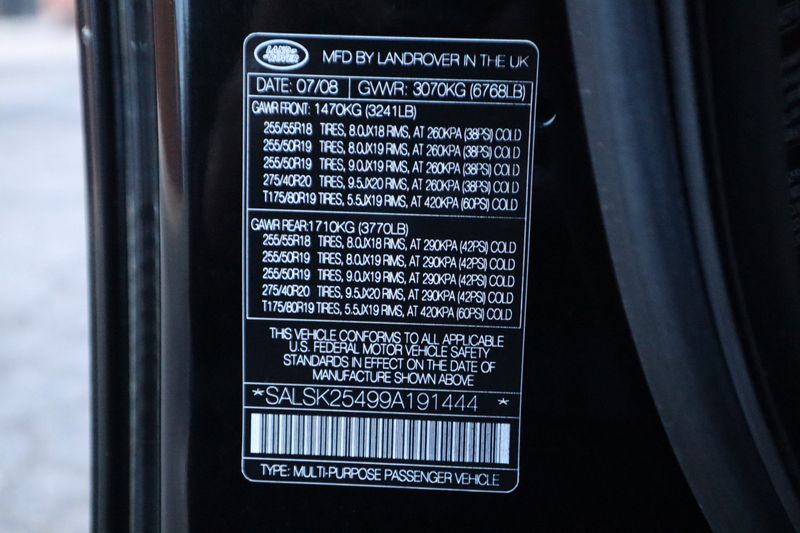 LAND ROVER MFD BY LANDROVER IN THE UK
DATE: 07/08 GVWR: 3070KG (6768LB)
GAWR FRONT: 1470KG (3241LB)
255/55R18 TIRES, 8.0JX18 RIMS, AT 260KPA (38PSI) COLD
255/50R19 TIRES, 8.0JX19 RIMS, AT 260KPA (38PSI) COLD
255/50R19 TIRES, 9.0JX19 RIMS, AT 260KPA (38PSI) COLD
275/40R20 TIRES, 9.5JX20 RIMS, AT 260KPA (38PSI) COLD
T175/80R19 TIRES, 5.5JX19 RIMS, AT 420KPA (60PSI) COLD
GAWR REAR: 1710KG (3770LB)
255/55R18 TIRES, 8.0JX18 RIMS, AT 290KPA (42PSI) COLD
255/50R19 TIRES, 8.0JX19 RIMS, AT 290KPA (42PSI) COLD
255/50R19 TIRES, 9.0JX19 RIMS, AT 290KPA (42PSI) COLD
275/40R20 TIRES, 9.5JX20 RIMS, AT 290KPA (42PSI) COLD
T175/80R19 TIRES, 5.5JX19 RIMS, AT 420KPA (60PSI) COLD
THIS VEHICLE CONFORMS TO ALL APPLICABLE
U.S. FEDERAL MOTOR VEHICLE SAFETY
STANDARDS IN EFFECT ON THE DATE OF
MANUFACTURE SHOWN ABOVE
*SALSK25499A191444 *
TYPE: MULTI-PURPOSE PASSENGER VEHICLE